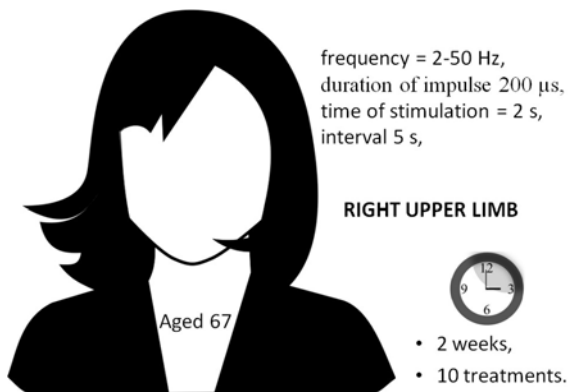 frequency = 2-50 Hz,
duration of impulse 200 µs,
time of stimulation = 2 s,
interval 5 s,
RIGHT UPPER LIMB
12
9 3
6
Aged 67
• 2 weeks,
• 10 treatments.